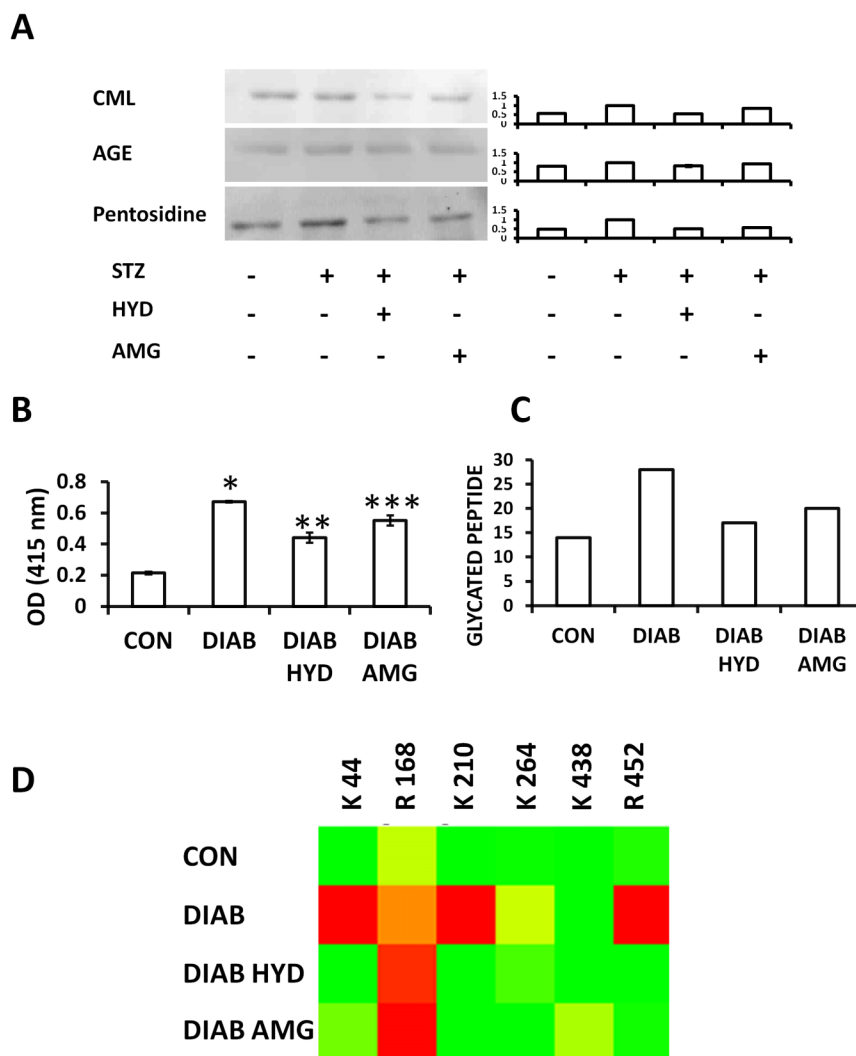 A
CML
1.5
1
0.5
0
AGE
1.5
1
0.5
0
Pentosidine
1.5
1
0.5
0
STZ - + + + - + + +
HYD - - + - - - + -
AMG - - - + - - - +
B
OD (415 nm)
0.8
0.6
0.4
0.2
0
* ** ***
CON DIAB DIAB DIAB
HYD AMG
C
GLYCATED PEPTIDE
30
25
20
15
10
5
0
CON DIAB DIAB DIAB
HYD AMG
D
K 44 R 168 K 210 K 264 K 438 R 452
CON
DIAB
DIAB HYD
DIAB AMG